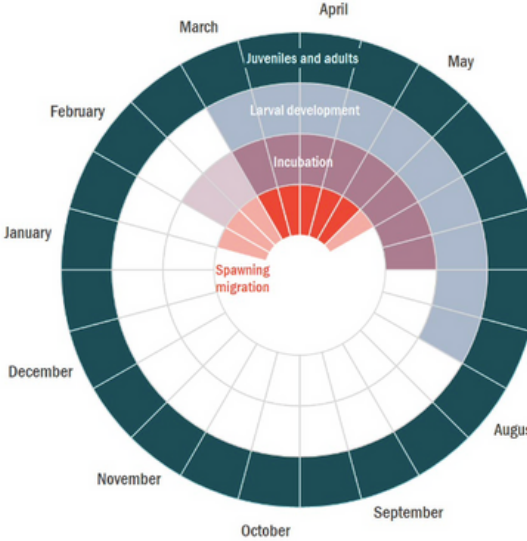 April
March
May
Juveniles and adults
February
Larval development
Incubation
January
Spawning
migration
December
Augus
November
September
October